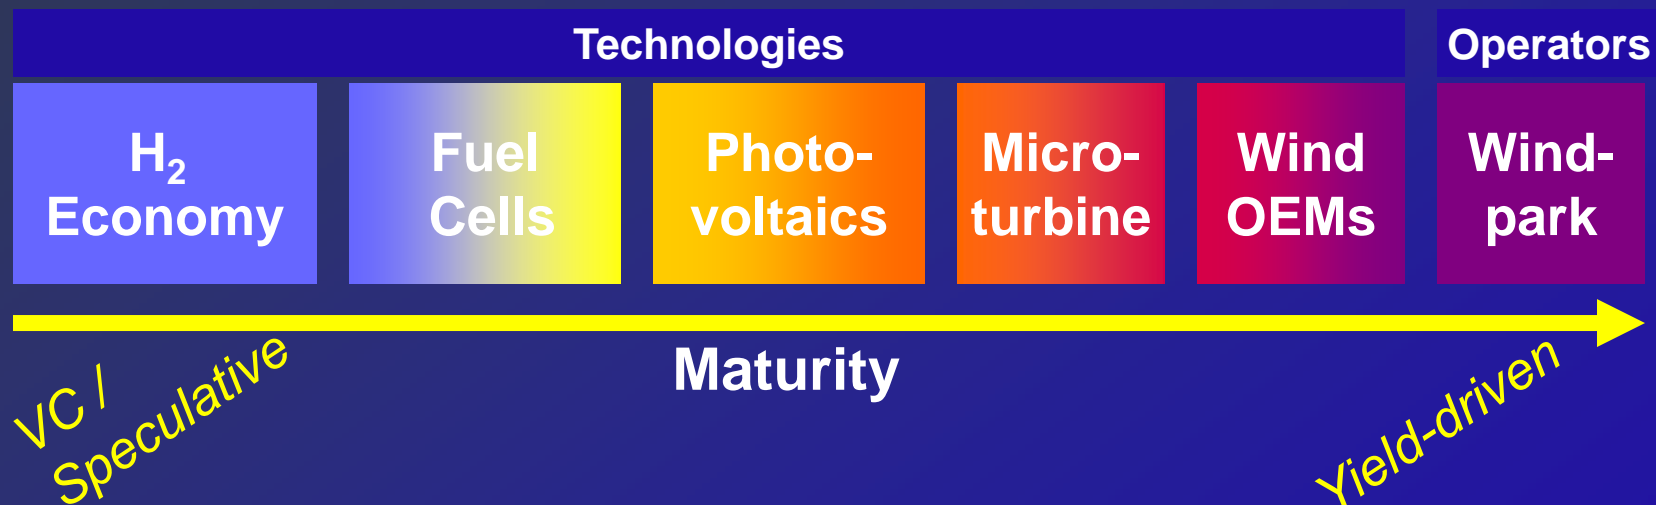 Technologies
Operators
H₂
Economy
Fuel
Cells
Photo-
voltaics
Micro-
turbine
Wind
OEMs
Wind-
park
Maturity
VC /
Speculative
Yield-driven